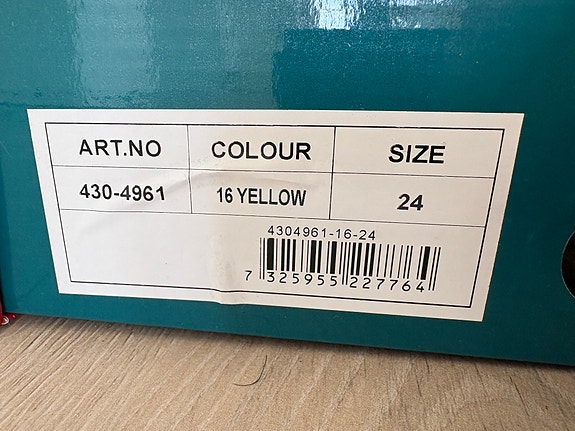 ART.NO COLOUR SIZE
430-4961 16 YELLOW 24
4304961-16-24
7 325955 227764